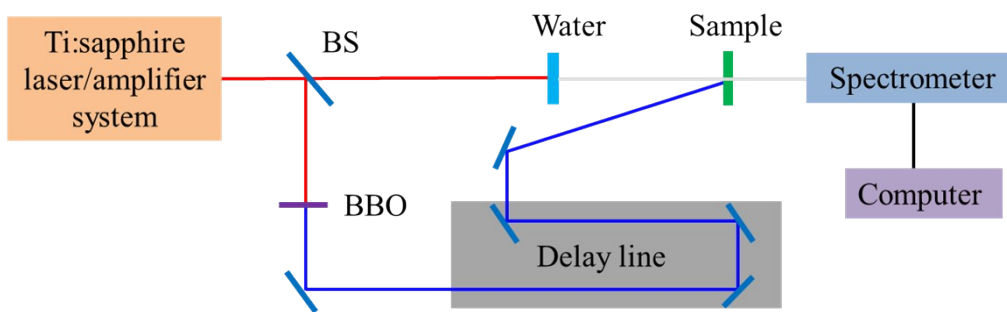 Ti:sapphire
laser/amplifier
system
BS
Water
Sample
Spectrometer
Computer
BBO
Delay line